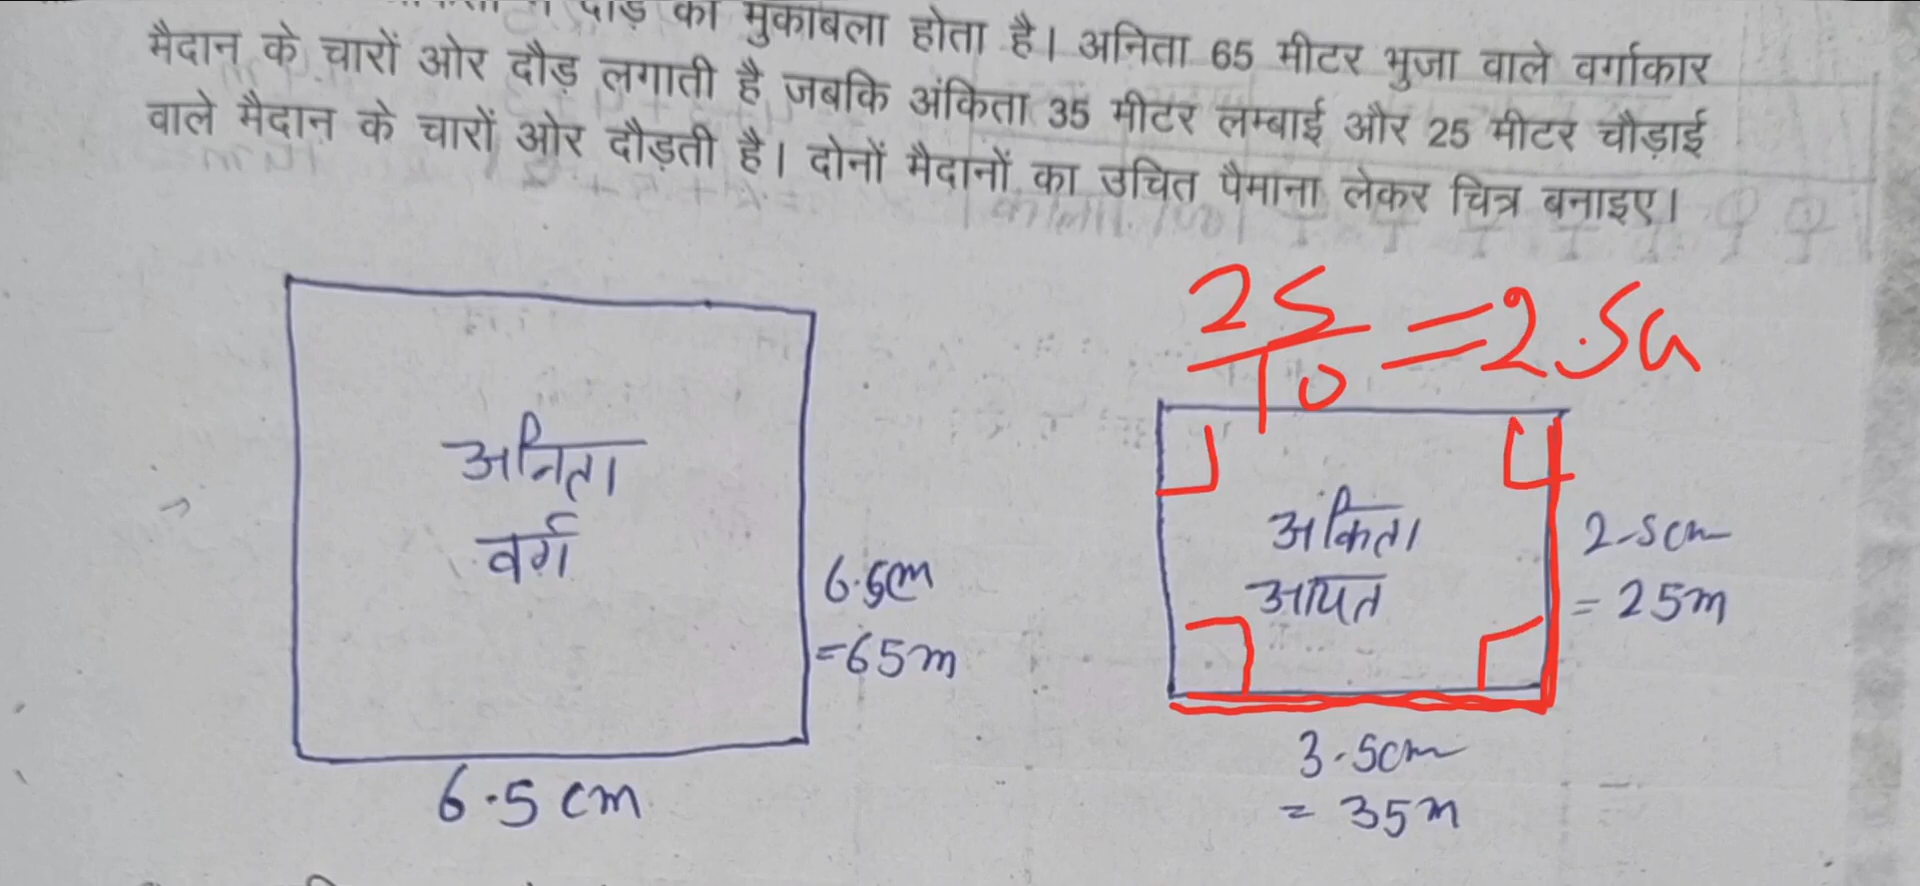 दौड़ का मुकाबला होता है। अनिता 65 मीटर भुजा वाले वर्गाकार
मैदान के चारों ओर दौड़ लगाती है जबकि अंकिता 35 मीटर लम्बाई और 25 मीटर चौड़ाई
वाले मैदान के चारों ओर दौड़ती है। दोनों मैदानों का उचित पैमाना लेकर चित्र बनाइए।
25/10 = 2.5
अनिता
वर्ग
6.5cm
=65m
6.5 cm
अंकिता
आयत
2.5cm
= 25m
3.5cm
= 35m